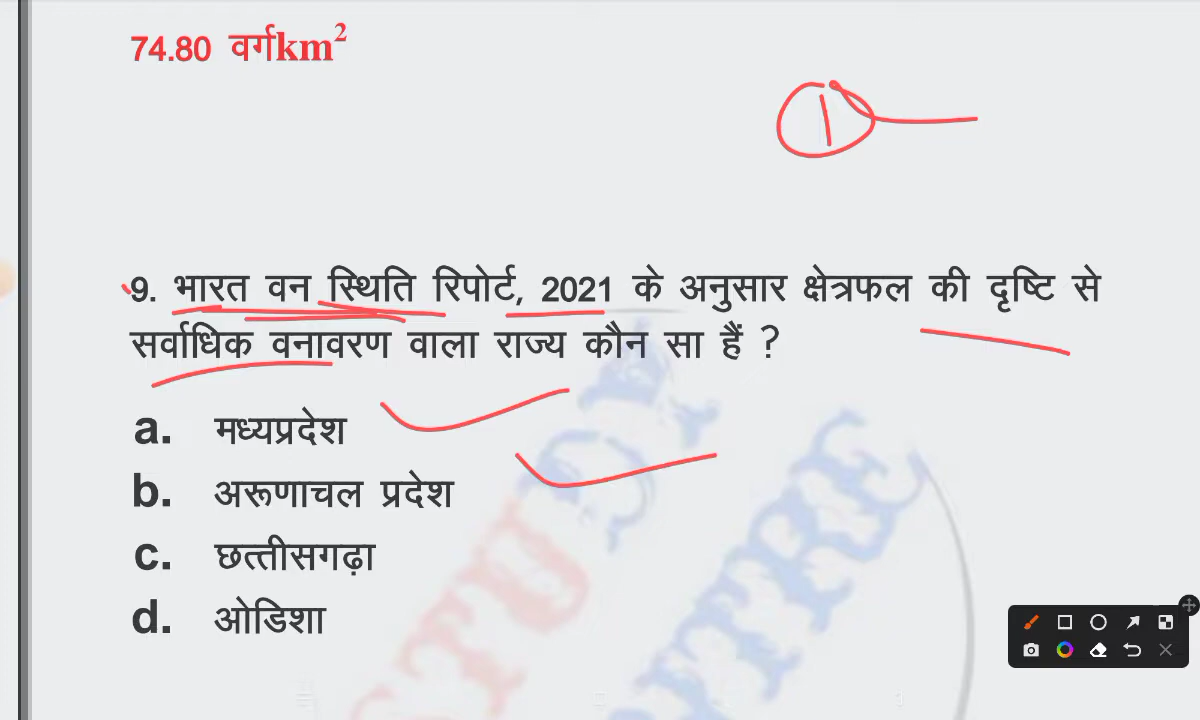 74.80 वर्गkm²
1
9. भारत वन स्थिति रिपोर्ट, 2021 के अनुसार क्षेत्रफल की दृष्टि से
सर्वाधिक वनावरण वाला राज्य कौन सा हैं ?
a. मध्यप्रदेश
b. अरूणाचल प्रदेश
c. छत्तीसगढ़ा
d. ओडिशा